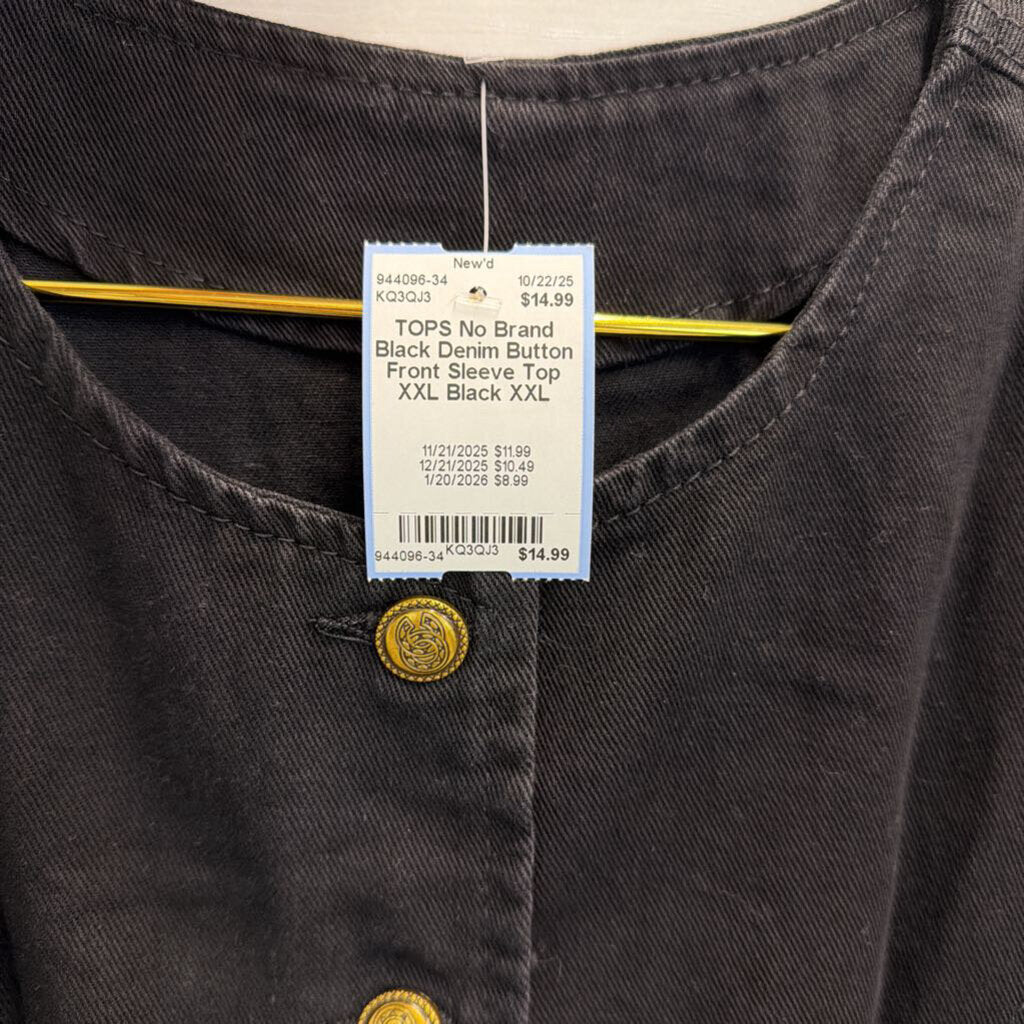 New'd
944096-34 10/22/25
KQ3QJ3 $14.99
TOPS No Brand
Black Denim Button
Front Sleeve Top
XXL Black XXL
11/21/2025 $11.99
12/21/2025 $10.49
1/20/2026 $8.99
944096-34 KQ3QJ3 $14.99